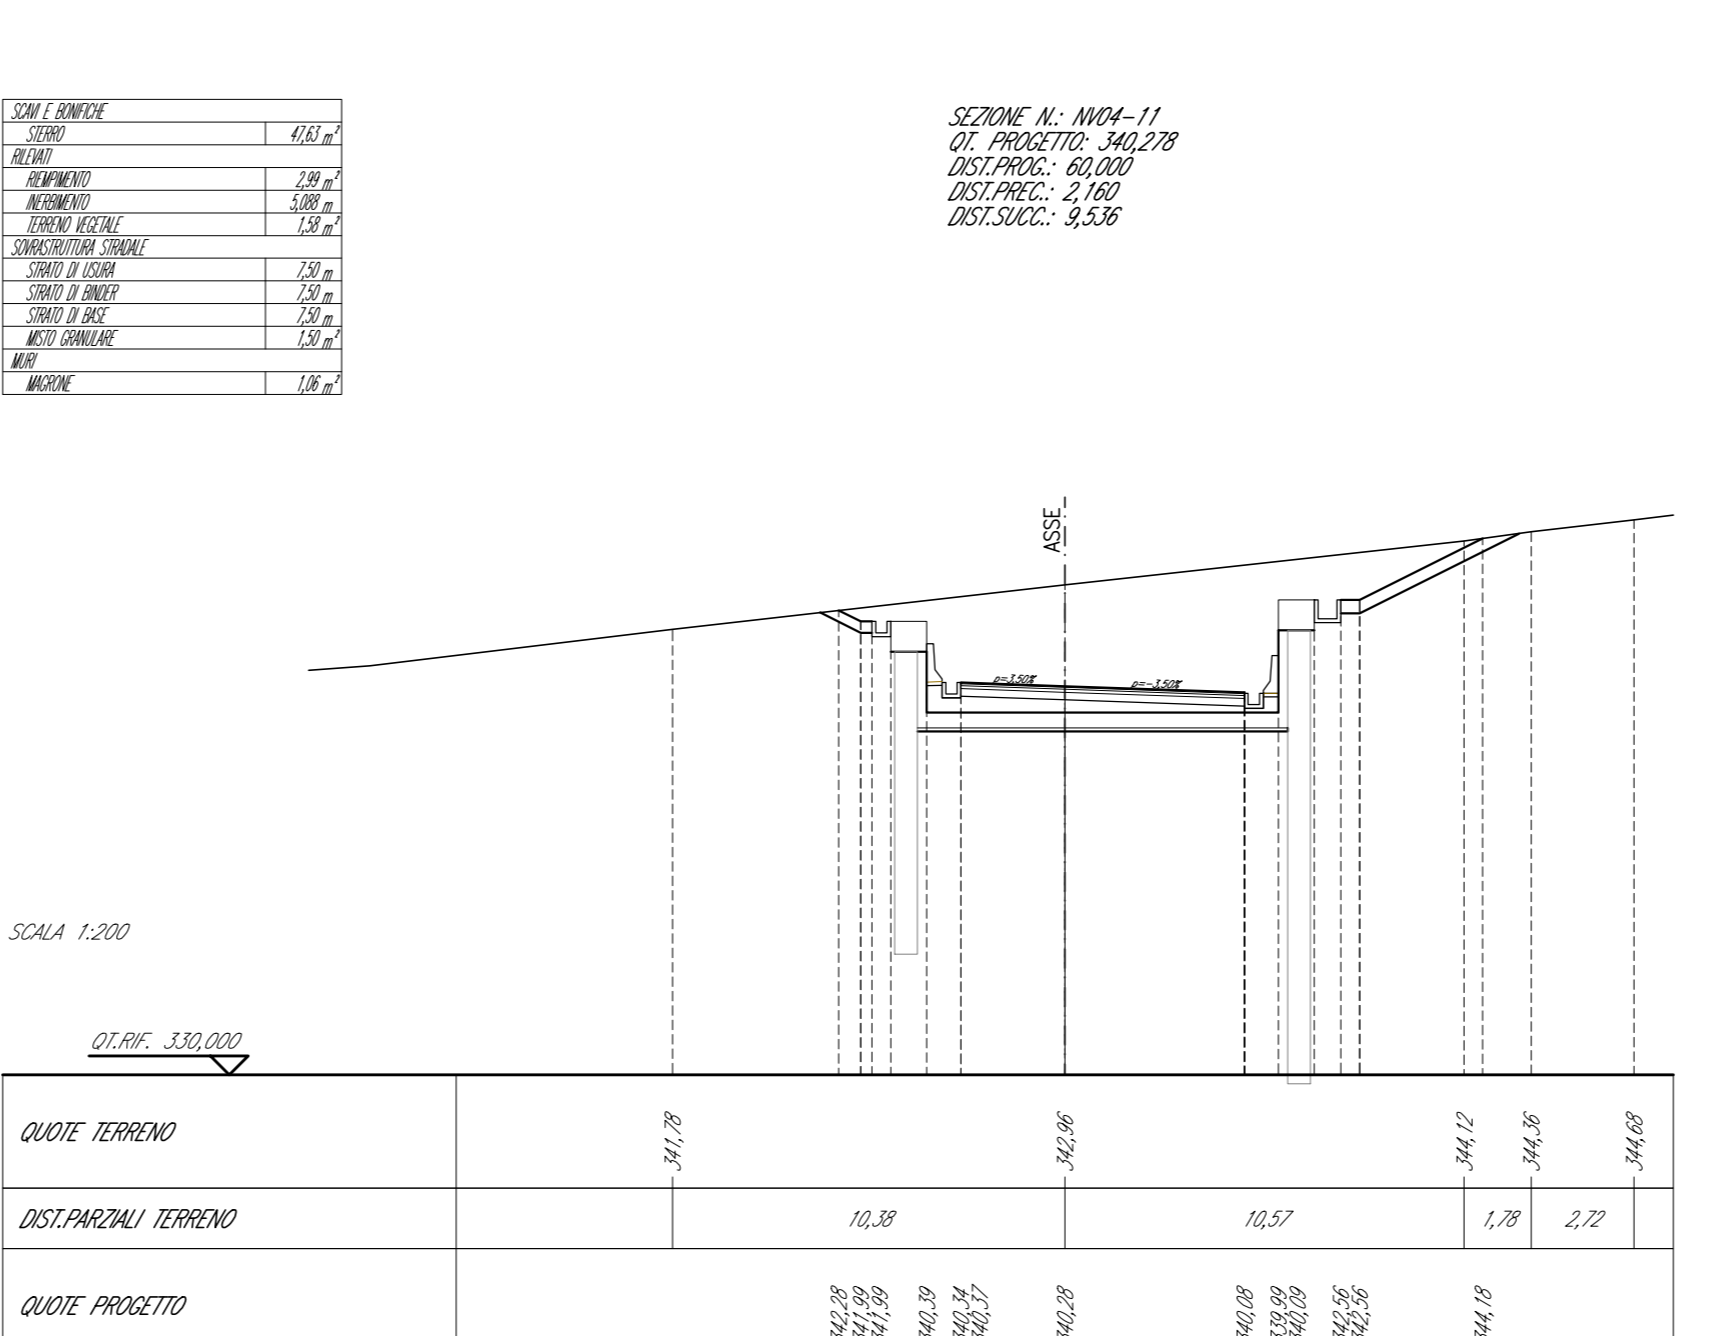 SCAVI E BONIFICHE
STERRO 47,63 m²
RILEVATI
RIEMPIMENTO 2,99 m²
INERBIMENTO 5,088 m
TERRENO VEGETALE 1,58 m²
SOVRASTRUTTURA STRADALE
STRATO DI USURA 7,50 m
STRATO DI BINDER 7,50 m
STRATO DI BASE 7,50 m
MISTO GRANULARE 1,50 m²
MURI
MAGRONE 1,06 m²
SEZIONE N.: NV04-11
QT. PROGETTO: 340,278
DIST.PROG.: 60,000
DIST.PREC.: 2,160
DIST.SUCC.: 9,536
ASSE
p=3,50% p=-3,50%
SCALA 1:200
QT.RIF. 330,000
QUOTE TERRENO 341,78 342,96 344,12 344,36 344,68
DIST.PARZIALI TERRENO 10,38 10,57 1,78 2,72
QUOTE PROGETTO 342,28 341,99 341,99 340,39 340,34 340,37 340,28 340,08 339,99 340,09 342,56 342,56 344,18